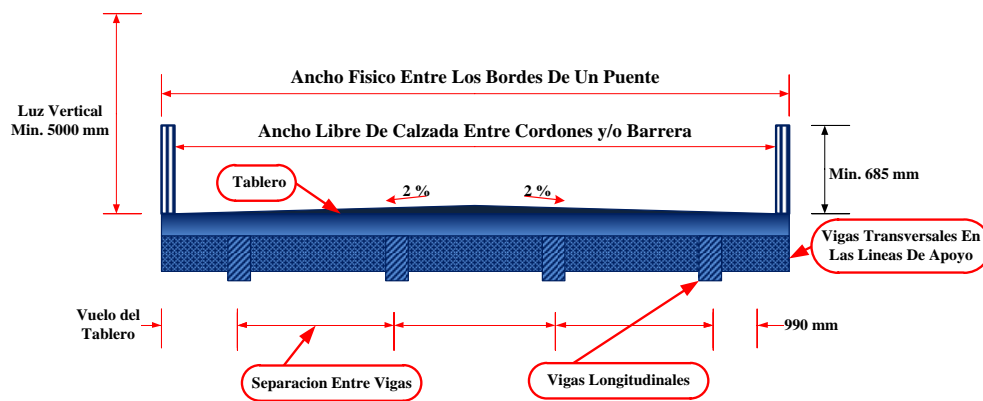 Ancho Fisico Entre Los Bordes De Un Puente
Luz Vertical
Min. 5000 mm
Ancho Libre De Calzada Entre Cordones y/o Barrera
Tablero
2 %
2 %
Min. 685 mm
Vigas Transversales En
Las Lineas De Apoyo
Vuelo del
Tablero
990 mm
Separacion Entre Vigas
Vigas Longitudinales